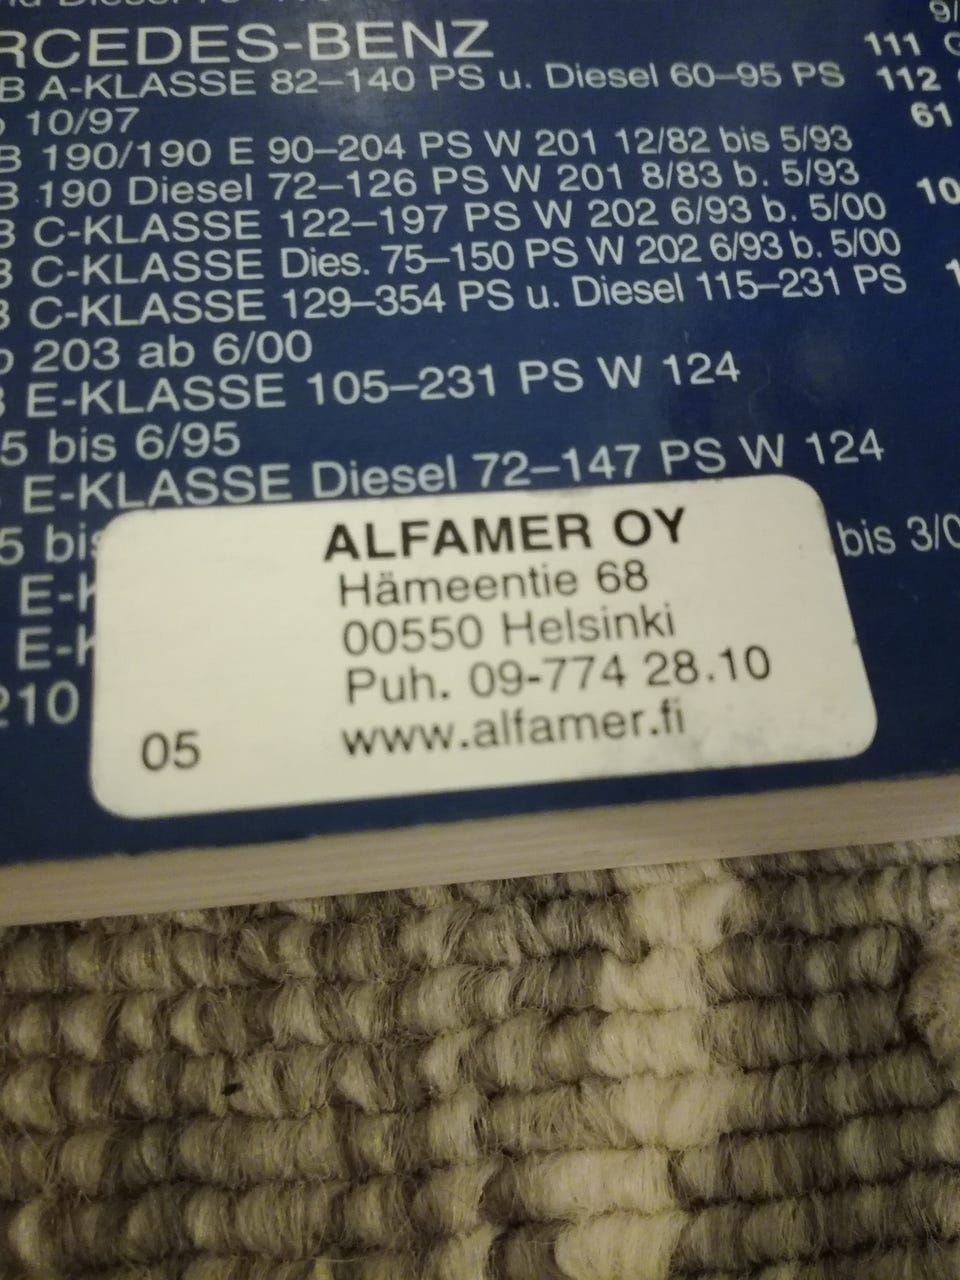 RCEDES-BENZ
B A-KLASSE 82–140 PS u. Diesel 60–95 PS
10/97
B 190/190 E 90–204 PS W 201 12/82 bis 5/93
B 190 Diesel 72–126 PS W 201 8/83 b. 5/93
B C-KLASSE 122–197 PS W 202 6/93 b. 5/00
B C-KLASSE Dies. 75–150 PS W 202 6/93 b. 5/00
B C-KLASSE 129–354 PS u. Diesel 115–231 PS
203 ab 6/00
E-KLASSE 105–231 PS W 124
5 bis 6/95
E-KLASSE Diesel 72–147 PS W 124
5 bis
bis 3/0
E-K
E-K
210
111
112
61
10
ALFAMER OY
Hämeentie 68
00550 Helsinki
Puh. 09-774 28.10
www.alfamer.fi
05